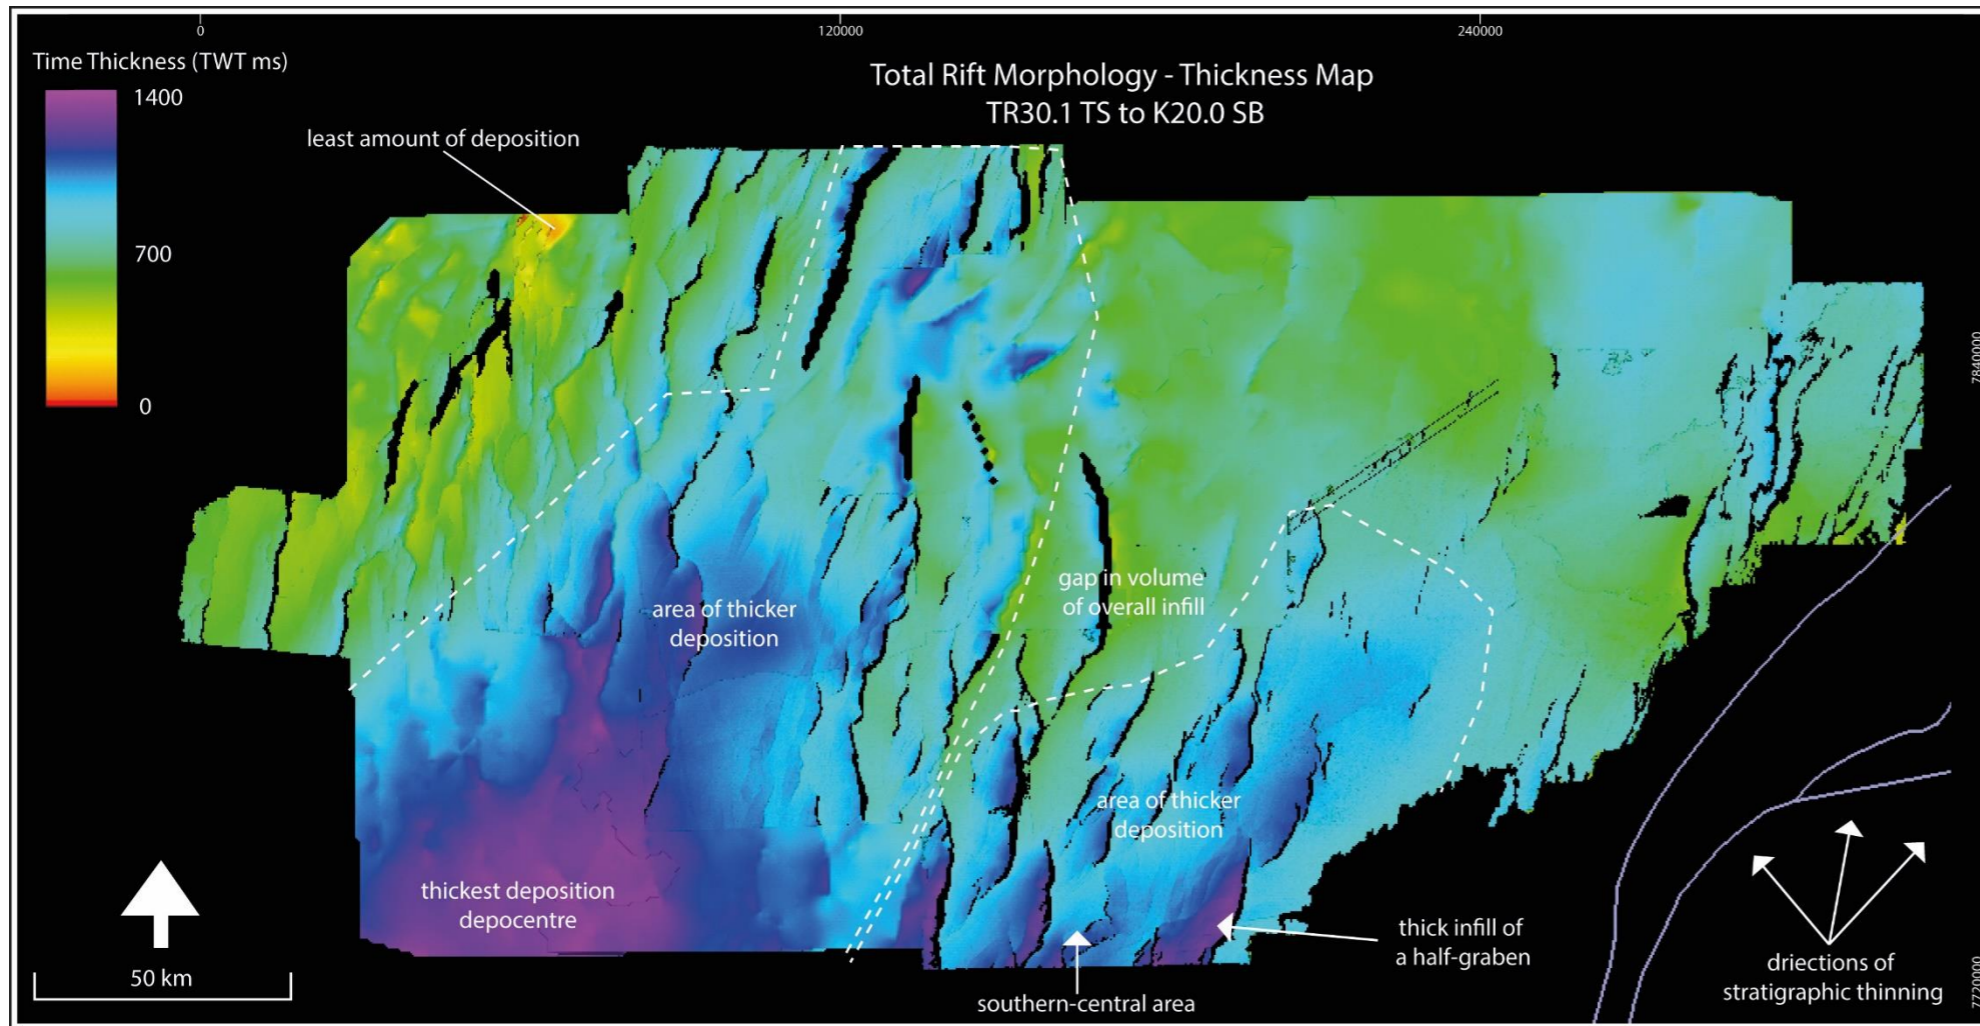 0
120000
240000
Time Thickness (TWT ms)
1400
700
0
Total Rift Morphology - Thickness Map
TR30.1 TS to K20.0 SB
least amount of deposition
7840000
area of thicker
deposition
gap in volume
of overall infill
area of thicker
deposition
thickest deposition
depocentre
thick infill of
a half-graben
southern-central area
driections of
stratigraphic thinning
7720000
50 km